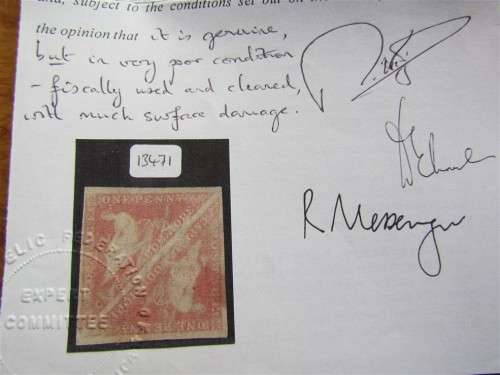 and, subject to the conditions set out on the
the opinion that it is genuine,
but in very poor condition
- fiscally used and cleaned,
with much surface damage.
R Messenger
13471
ONE PENNY
EXPERT
COMMITTEE